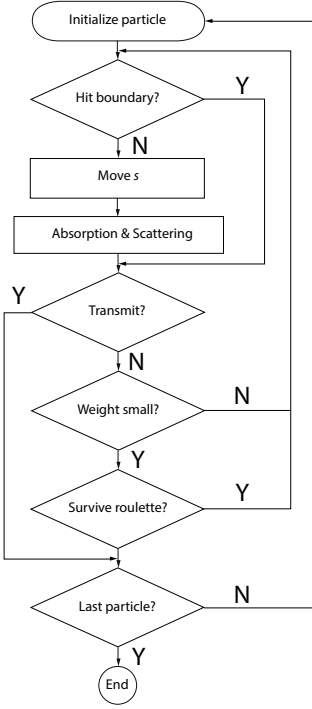 Initialize particle
Hit boundary?
Y
N
Move s
Absorption & Scattering
Y
Transmit?
N
Weight small?
N
Y
Survive roulette?
Y
Last particle?
N
Y
End